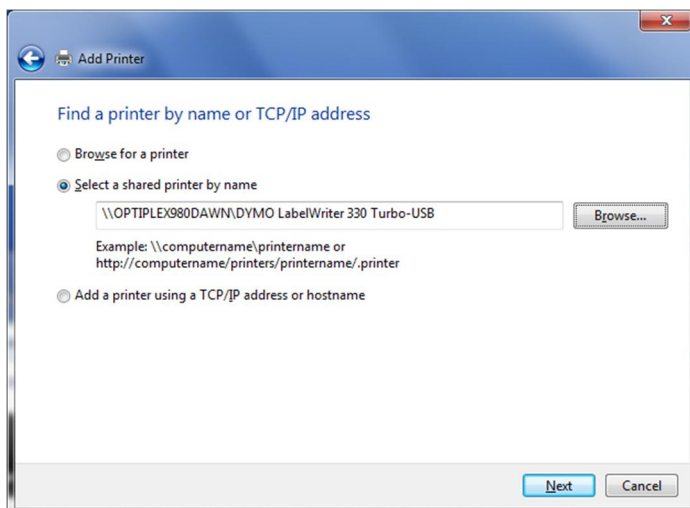 Add Printer
Find a printer by name or TCP/IP address
Browse for a printer
Select a shared printer by name
\\OPTIPLEX980DAWN\DYMO LabelWriter 330 Turbo-USB
Browse...
Example: \\computername\printername or
http://computername/printers/printername/.printer
Add a printer using a TCP/IP address or hostname
Next
Cancel